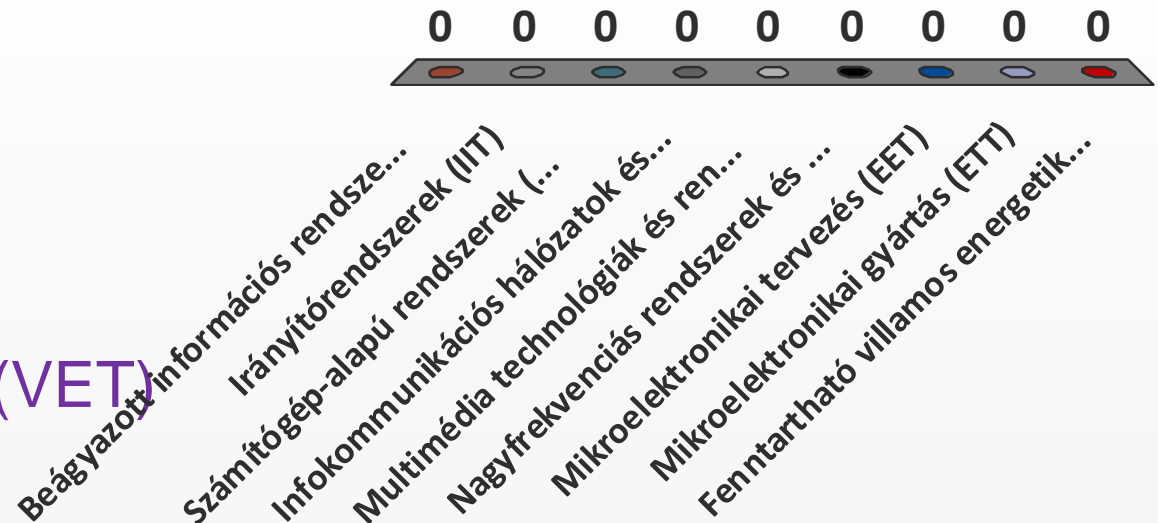 0 0 0 0 0 0 0 0 0
Beágyazott információs rendsze...
Irányítórendszerek (IIT)
Számítógép-alapú rendszerek (...
Infokommunikációs hálózatok és...
Multimédia technológiák és ren...
Nagyfrekvenciás rendszerek és ...
Mikroelektronikai tervezés (EET)
Mikroelektronikai gyártás (ETT)
Fenntartható villamos energetik...
(VET)